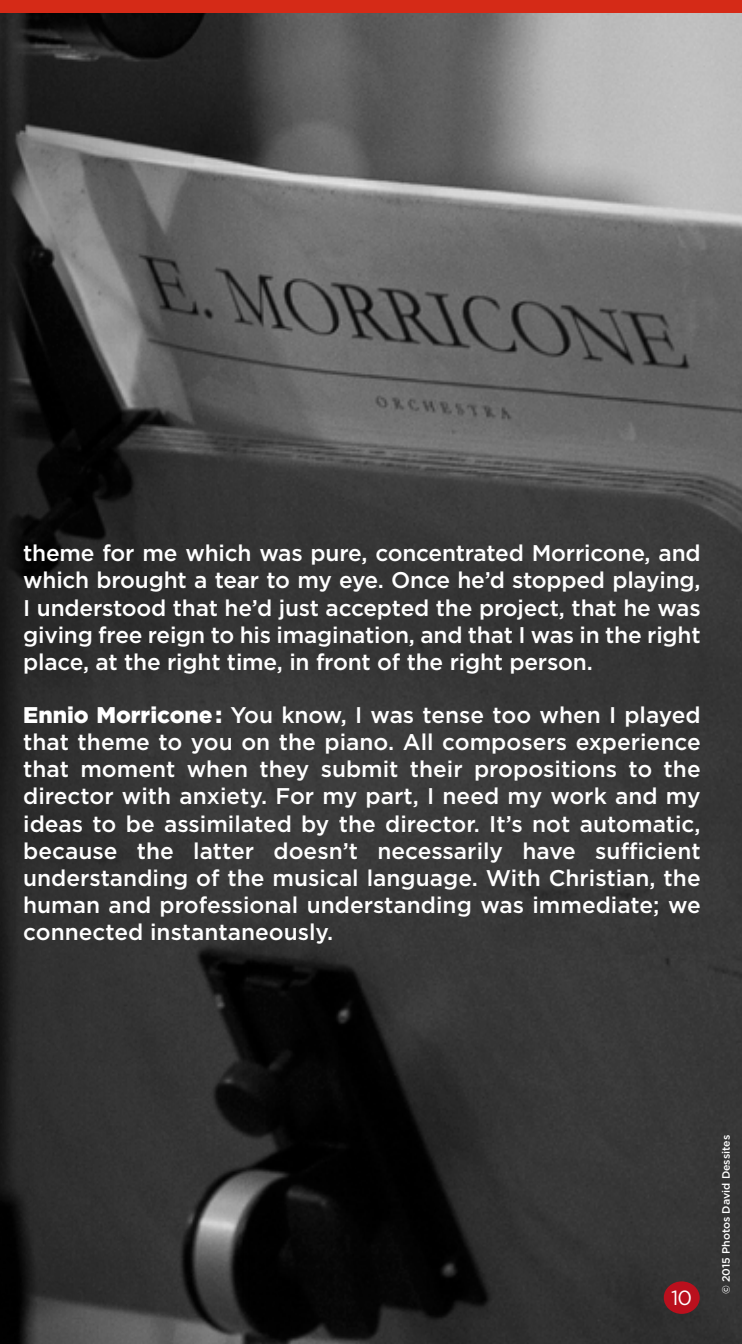 E. MORRICONE
ORCHESTRA
theme for me which was pure, concentrated Morricone, and
which brought a tear to my eye. Once he’d stopped playing,
I understood that he’d just accepted the project, that he was
giving free reign to his imagination, and that I was in the right
place, at the right time, in front of the right person.
Ennio Morricone: You know, I was tense too when I played
that theme to you on the piano. All composers experience
that moment when they submit their propositions to the
director with anxiety. For my part, I need my work and my
ideas to be assimilated by the director. It’s not automatic,
because the latter doesn’t necessarily have sufficient
understanding of the musical language. With Christian, the
human and professional understanding was immediate; we
connected instantaneously.
© 2015 Photos David Dessites
10